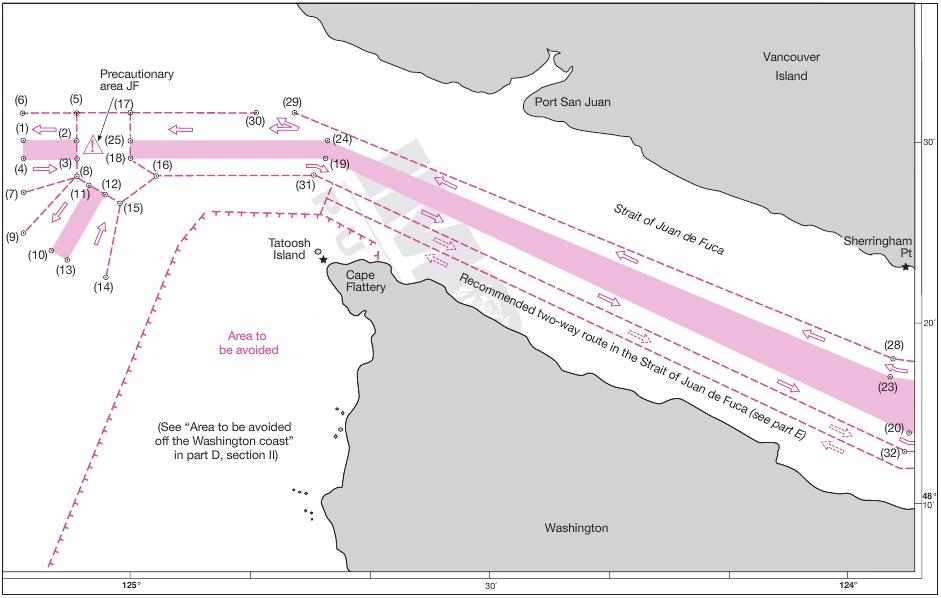 Precautionary
area JF
Vancouver
Island
Port San Juan
(6)
(5)
(17)
(30)
(29)
(1)
(2)
(25)
(24)
(4)
(3)
(18)
(19)
(8)
(16)
(31)
(7)
(11)
(12)
(15)
(9)
(10)
(13)
(14)
30′
Strait of Juan de Fuca
Sherringham
Pt
Tatoosh
Island
Cape
Flattery
Recommended two-way route in the Strait of Juan de Fuca (see part E)
20′
Area to
be avoided
(28)
(23)
(20)
(32)
(See “Area to be avoided
off the Washington coast”
in part D, section II)
48°
10′
Washington
125°
30′
124°